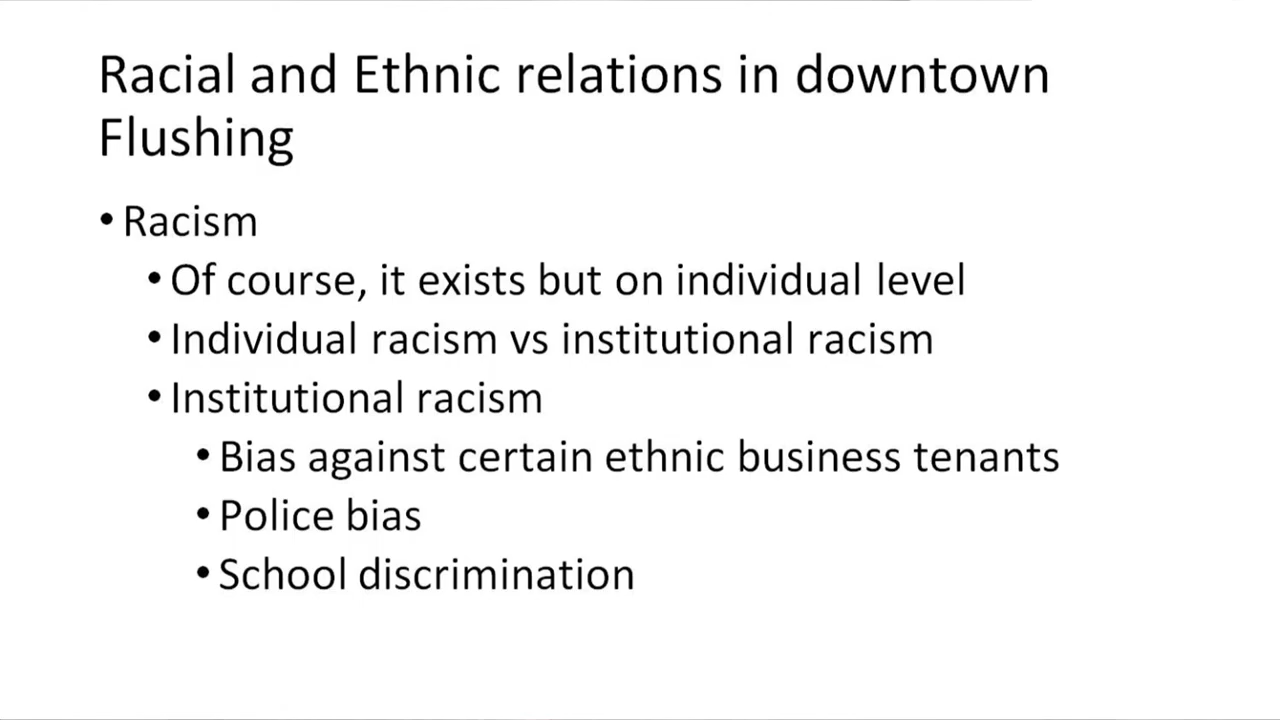 Racial and Ethnic relations in downtown
Flushing
• Racism
• Of course, it exists but on individual level
• Individual racism vs institutional racism
• Institutional racism
• Bias against certain ethnic business tenants
• Police bias
• School discrimination